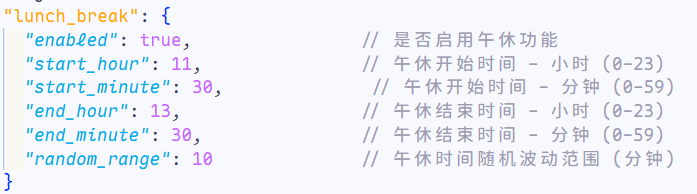 "lunch_break": {
"enabled": true, // 是否启用午休功能
"start_hour": 11, // 午休开始时间 - 小时 (0-23)
"start_minute": 30, // 午休开始时间 - 分钟 (0-59)
"end_hour": 13, // 午休结束时间 - 小时 (0-23)
"end_minute": 30, // 午休结束时间 - 分钟 (0-59)
"random_range": 10 // 午休时间随机波动范围 (分钟)
}